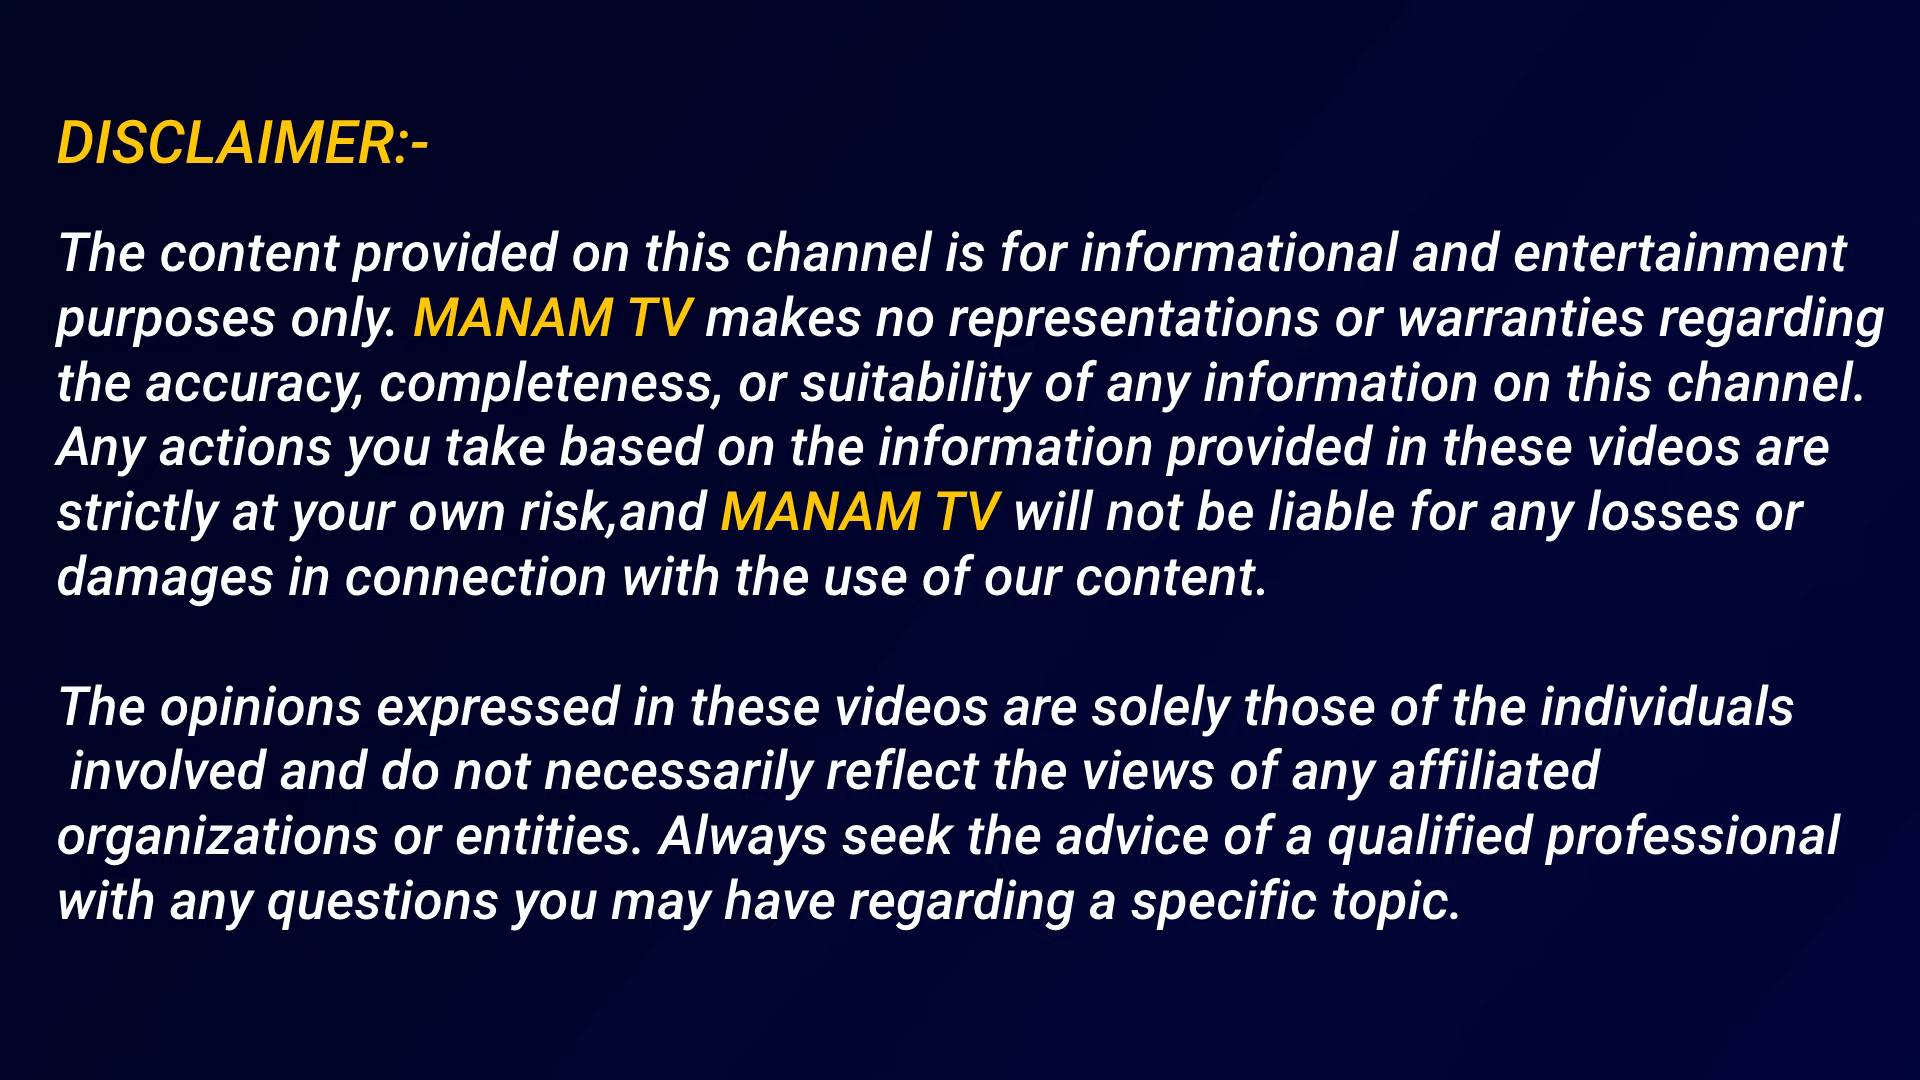 DISCLAIMER:-
The content provided on this channel is for informational and entertainment
purposes only. MANAM TV makes no representations or warranties regarding
the accuracy, completeness, or suitability of any information on this channel.
Any actions you take based on the information provided in these videos are
strictly at your own risk,and MANAM TV will not be liable for any losses or
damages in connection with the use of our content.
The opinions expressed in these videos are solely those of the individuals
involved and do not necessarily reflect the views of any affiliated
organizations or entities. Always seek the advice of a qualified professional
with any questions you may have regarding a specific topic.